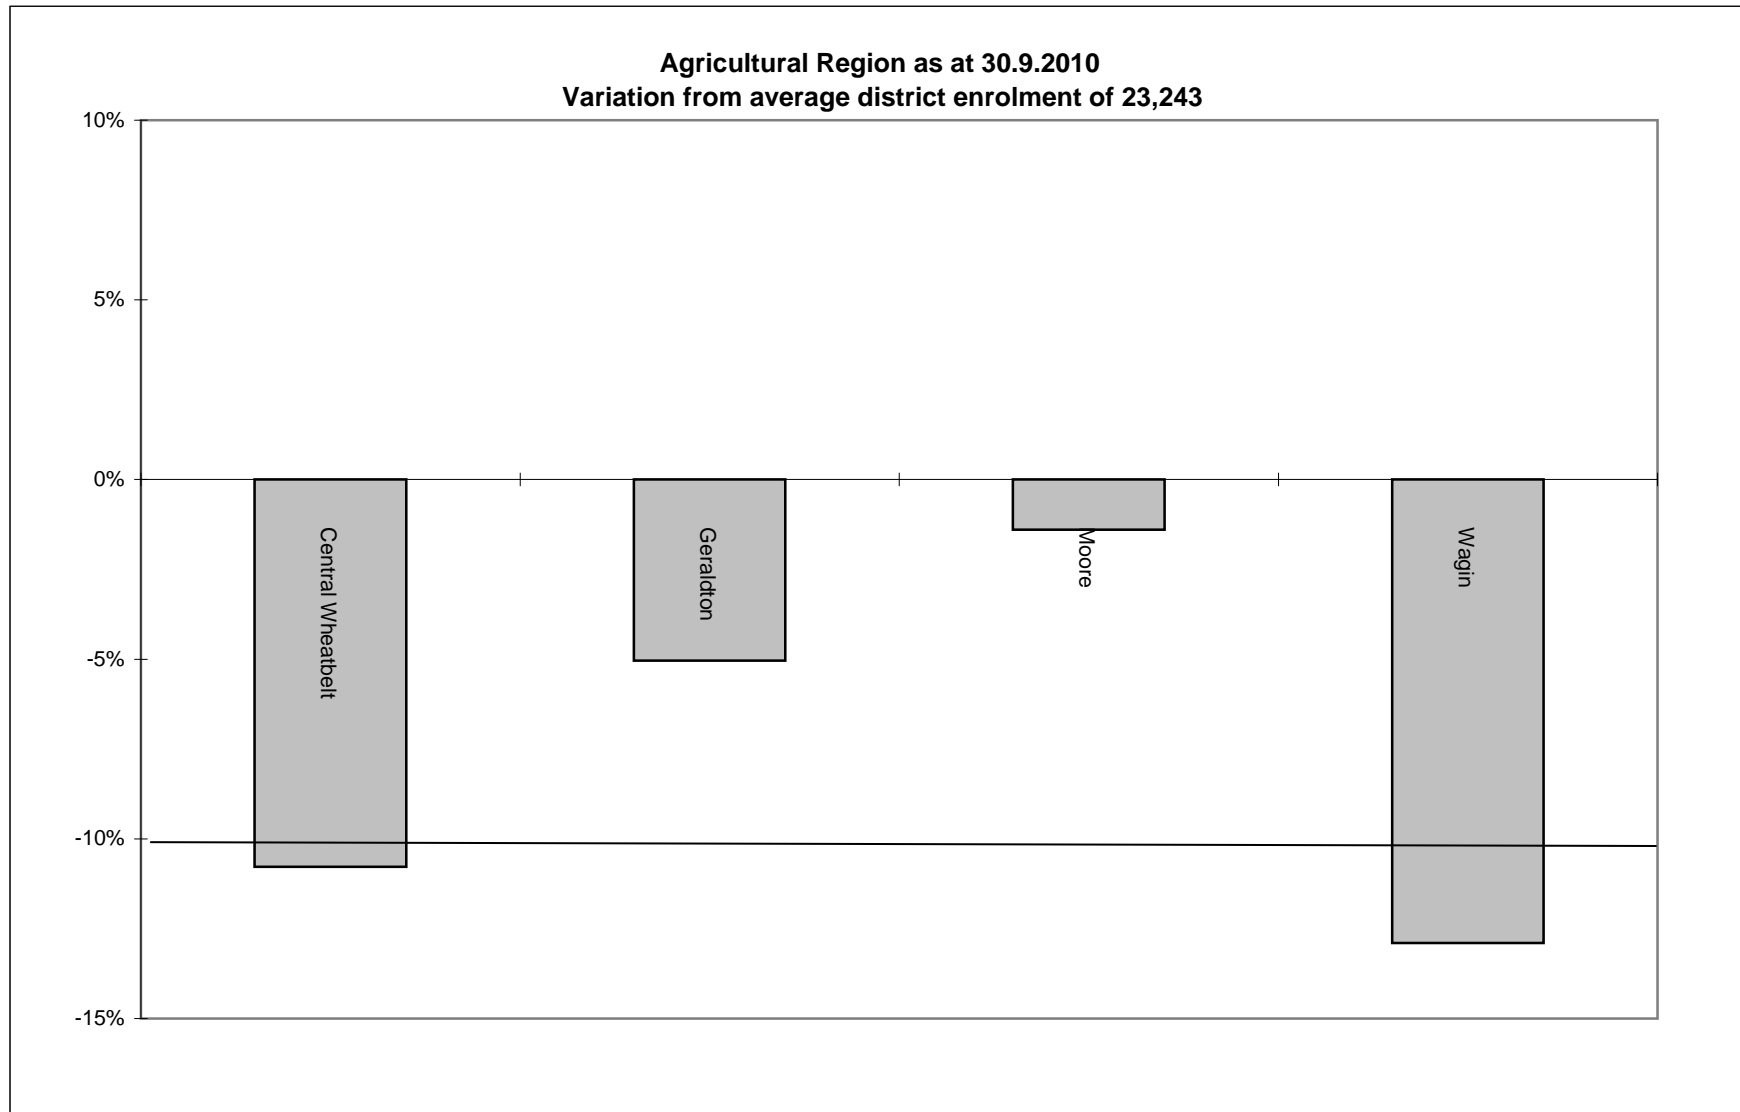 Agricultural Region as at 30.9.2010
Variation from average district enrolment of 23,243
10%
5%
0%
-5%
-10%
-15%
Central Wheatbelt
Geraldton
Moore
Wagin